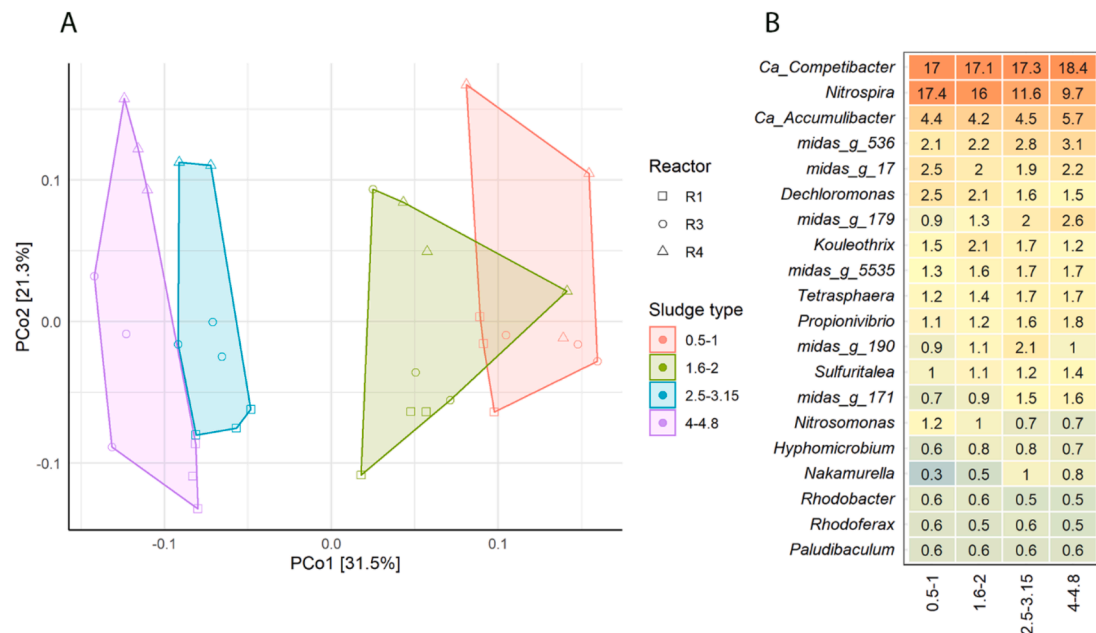 A
B
PCo2 [21.3%]
0.1
0.0
-0.1
-0.1
0.0
0.1
PCo1 [31.5%]
Reactor
R1
R3
R4
Sludge type
0.5-1
1.6-2
2.5-3.15
4-4.8
Ca_Competibacter 17 17.1 17.3 18.4
Nitrospira 17.4 16 11.6 9.7
Ca_Accumulibacter 4.4 4.2 4.5 5.7
midas_g_536 2.1 2.2 2.8 3.1
midas_g_17 2.5 2 1.9 2.2
Dechloromonas 2.5 2.1 1.6 1.5
midas_g_179 0.9 1.3 2 2.6
Kouleothrix 1.5 2.1 1.7 1.2
midas_g_5535 1.3 1.6 1.7 1.7
Tetrasphaera 1.2 1.4 1.7 1.7
Propionivibrio 1.1 1.2 1.6 1.8
midas_g_190 0.9 1.1 2.1 1
Sulfuritalea 1 1.1 1.2 1.4
midas_g_171 0.7 0.9 1.5 1.6
Nitrosomonas 1.2 1 0.7 0.7
Hyphomicrobium 0.6 0.8 0.8 0.7
Nakamurella 0.3 0.5 1 0.8
Rhodobacter 0.6 0.6 0.5 0.5
Rhodoferax 0.6 0.5 0.6 0.5
Paludibaculum 0.6 0.6 0.6 0.6
0.5-1
1.6-2
2.5-3.15
4-4.8